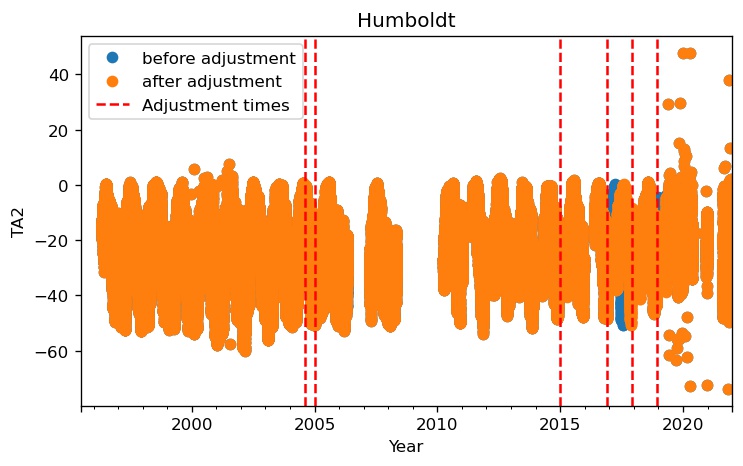 Humboldt
before adjustment
after adjustment
Adjustment times
40
20
0
−20
−40
−60
TA2
2000
2005
2010
2015
2020
Year